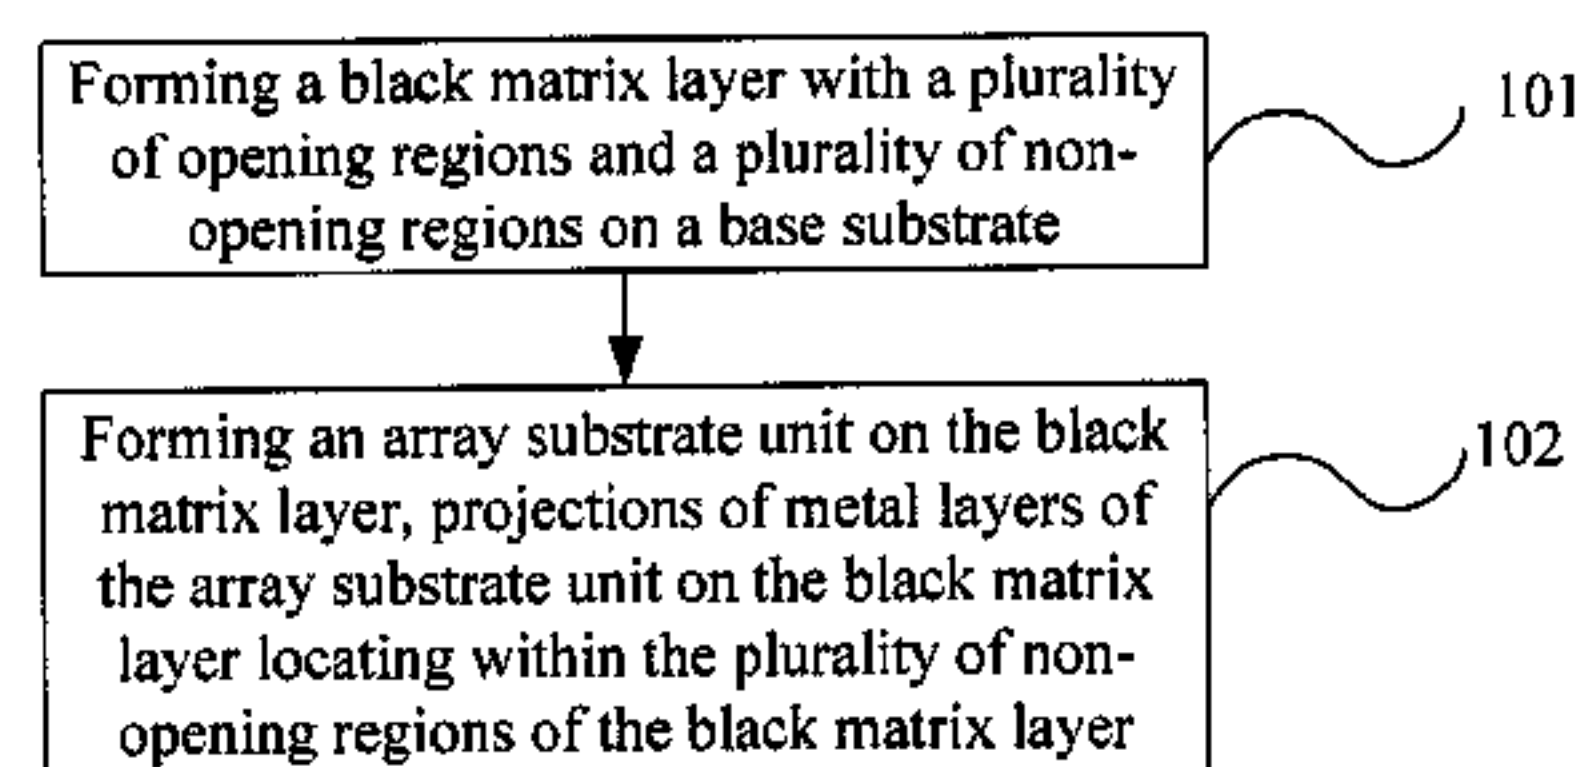 Forming a black matrix layer with a plurality
of opening regions and a plurality of non-
opening regions on a base substrate
101
Forming an array substrate unit on the black
matrix layer, projections of metal layers of
the array substrate unit on the black matrix
layer locating within the plurality of non-
opening regions of the black matrix layer
102